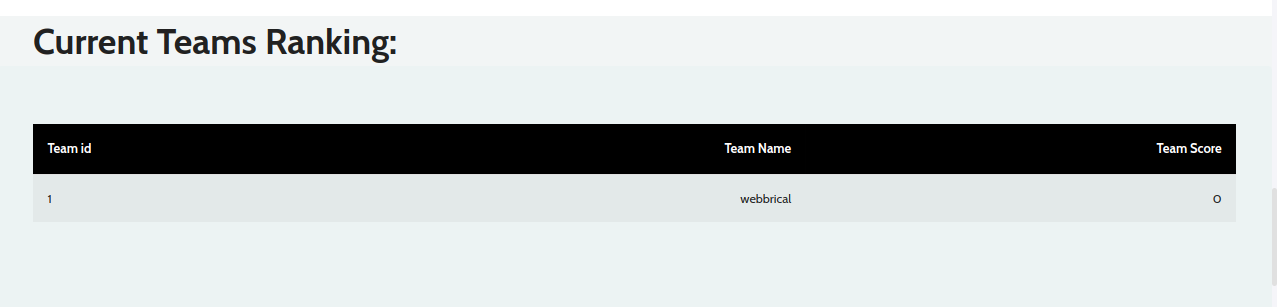 Current Teams Ranking:
Team id Team Name Team Score
1 webbrical 0